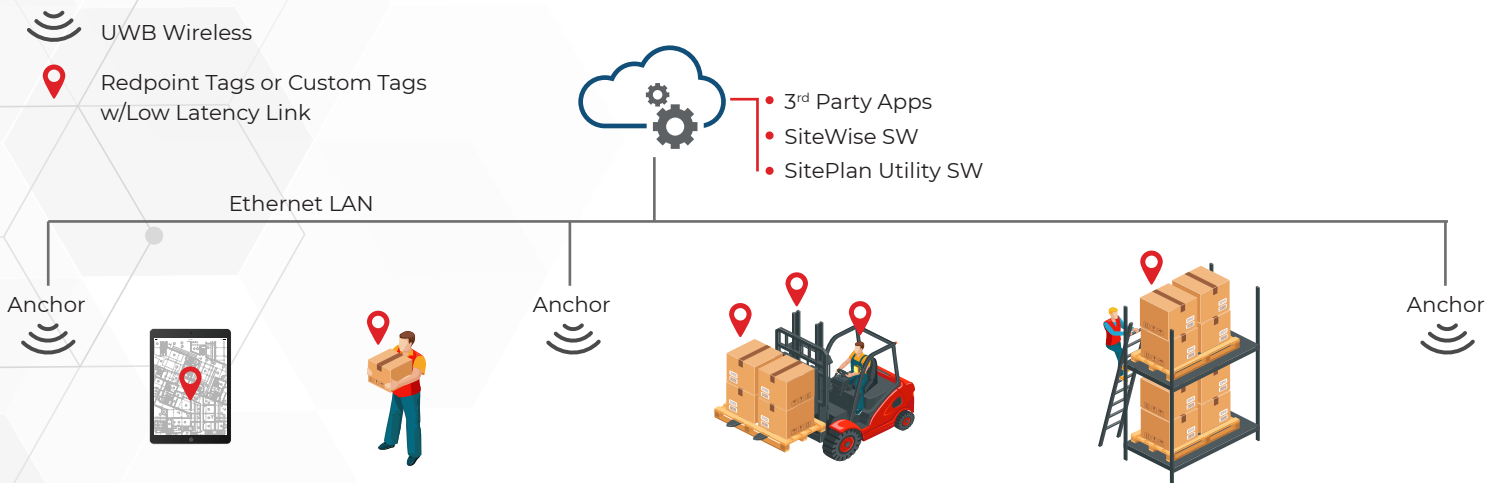 UWB Wireless
Redpoint Tags or Custom Tags
w/Low Latency Link
3rd Party Apps
SiteWise SW
SitePlan Utility SW
Ethernet LAN
Anchor
Anchor
Anchor